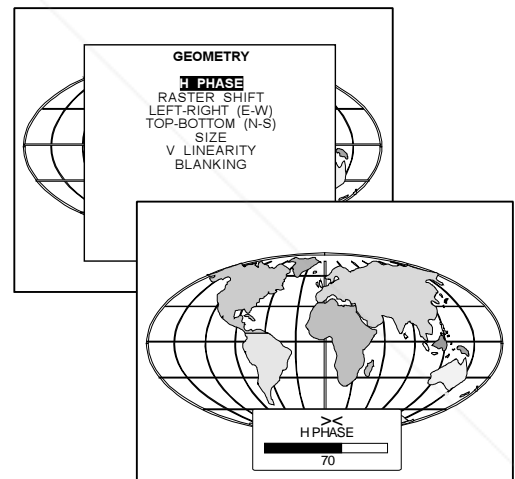 GEOMETRY
H PHASE
RASTER SHIFT
LEFT-RIGHT (E-W)
TOP-BOTTOM (N-S)
SIZE
V LINEARITY
BLANKING
><
H PHASE
70